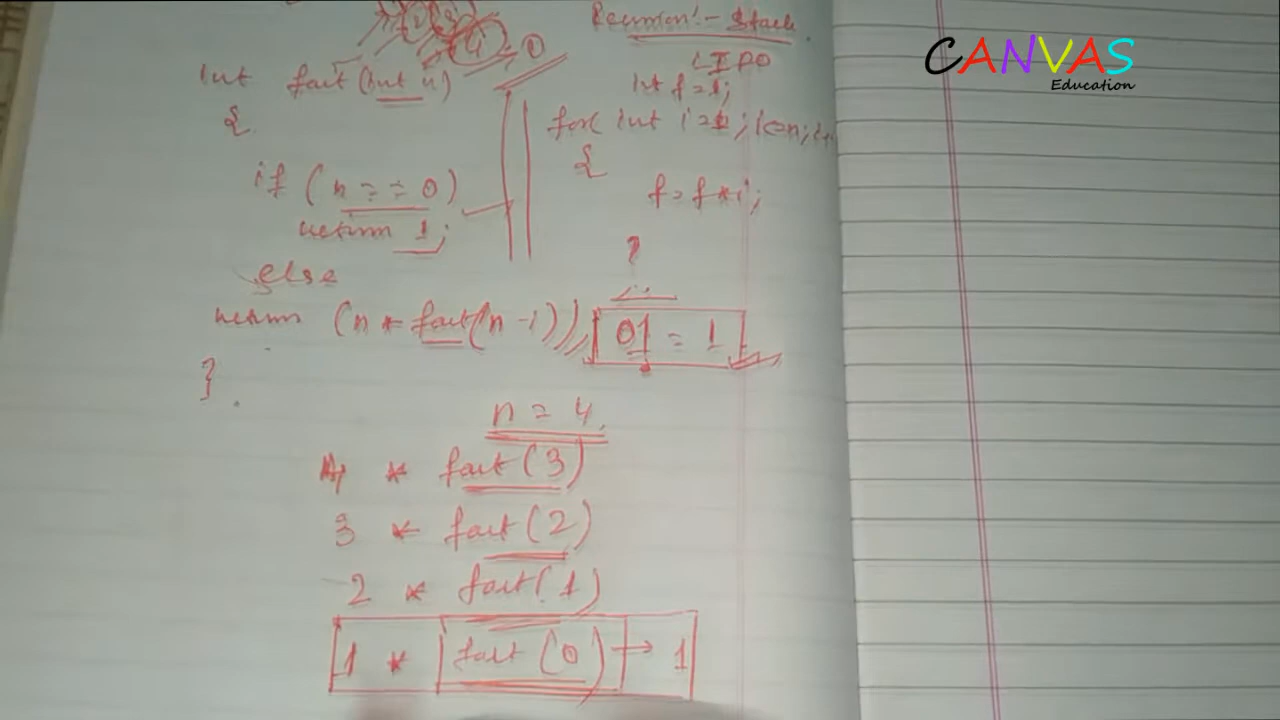 Recursion:- Stack
LIFO
CANVAS
Education
int fact(int n)
{
if (n == 0)
return 1;
else
return (n * fact(n-1));
}
int f=1;
for( int i=1; i<=n; i++
{
f=f*i;
}
0! = 1
n = 4
4 * fact(3)
3 * fact(2)
2 * fact(1)
1 * fact(0) → 1